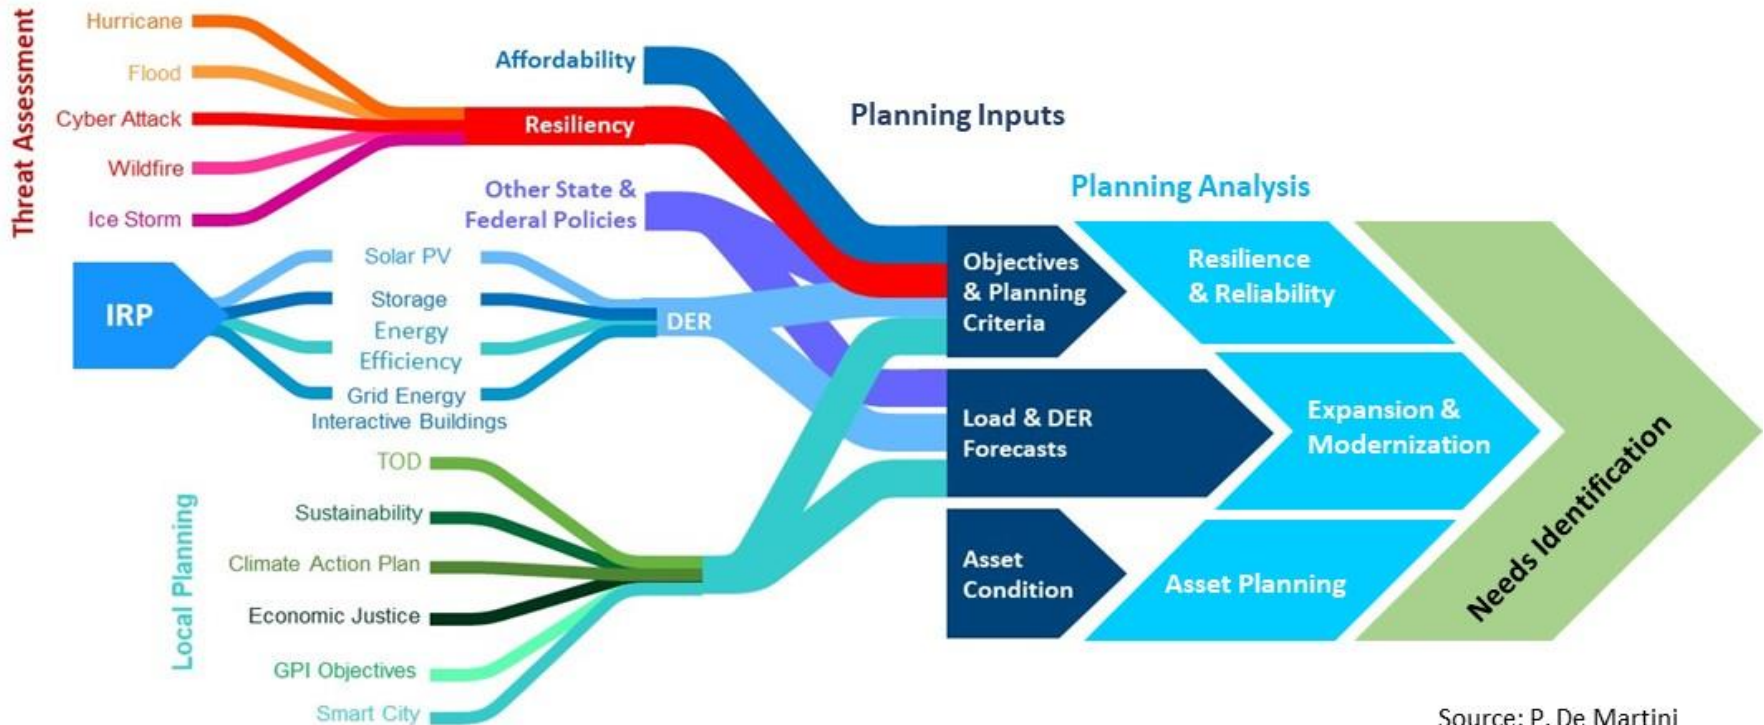 Threat Assessment
Hurricane
Flood
Cyber Attack
Wildfire
Ice Storm
Affordability
Resiliency
Other State &
Federal Policies
IRP
Solar PV
Storage
Energy
Efficiency
Grid Energy
Interactive Buildings
DER
Local Planning
TOD
Sustainability
Climate Action Plan
Economic Justice
GPI Objectives
Smart City
Planning Inputs
Objectives
& Planning
Criteria
Load & DER
Forecasts
Asset
Condition
Planning Analysis
Resilience
& Reliability
Expansion &
Modernization
Asset Planning
Needs Identification
Source: P. De Martini